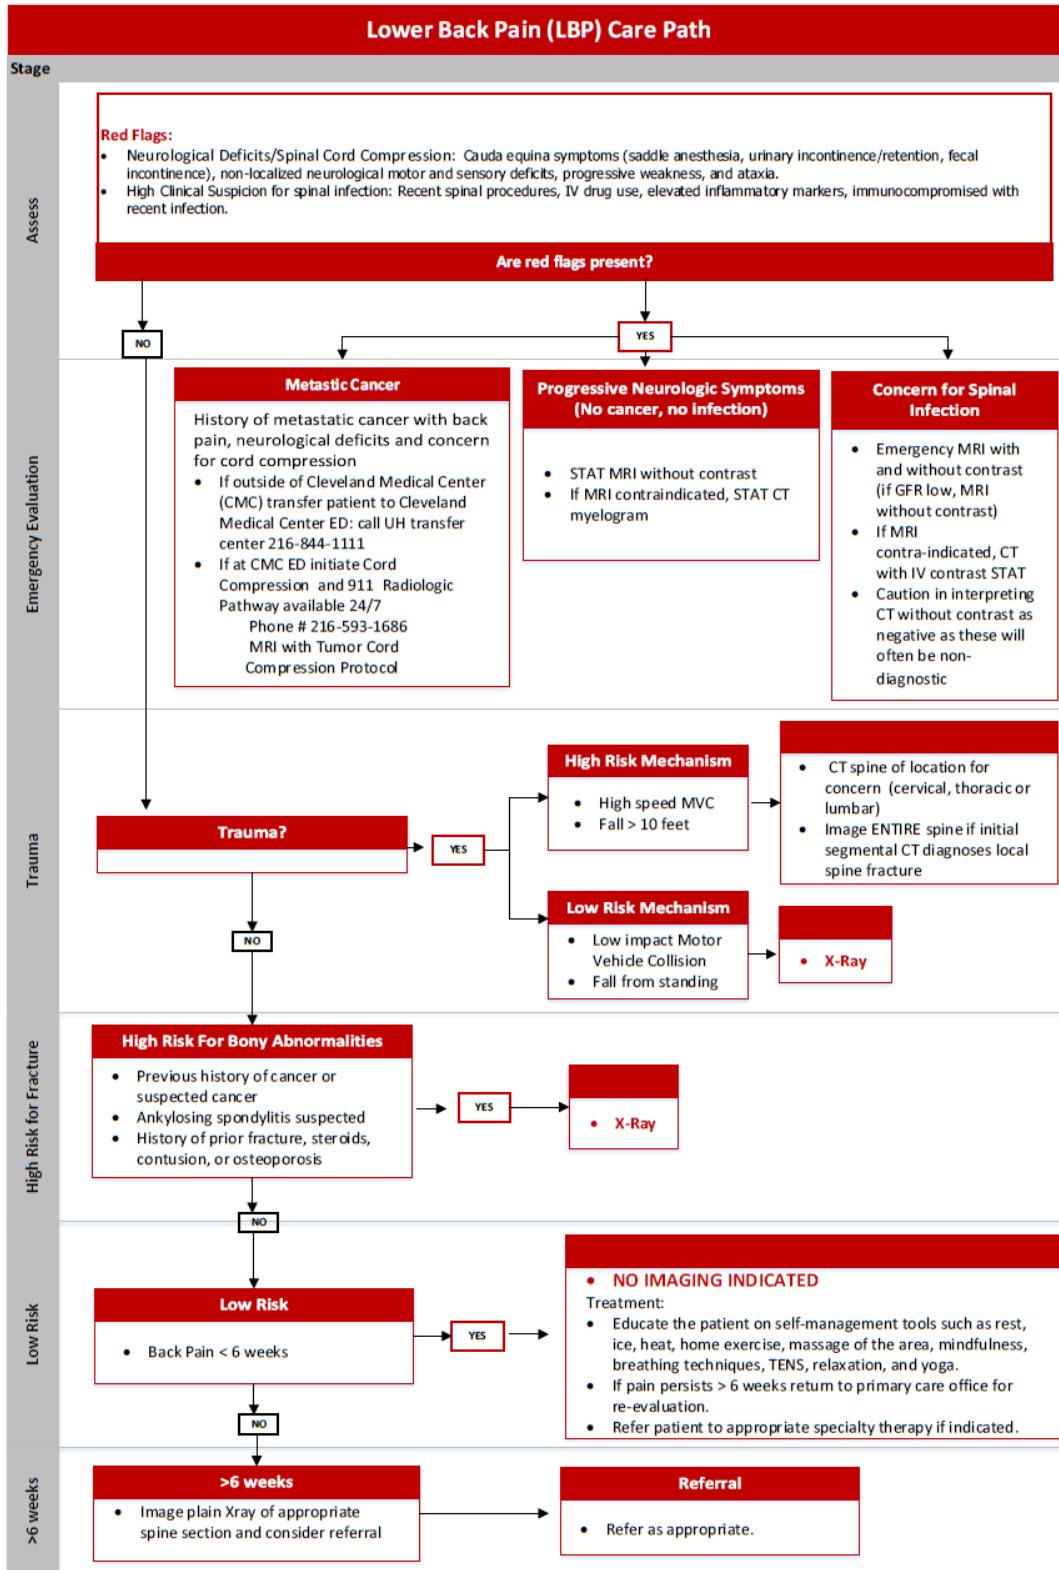 Lower Back Pain (LBP) Care Path
Stage
Assess
Red Flags:
• Neurological Deficits/Spinal Cord Compression: Cauda equina symptoms (saddle anesthesia, urinary incontinence/retention, fecal
incontinence), non-localized neurological motor and sensory deficits, progressive weakness, and ataxia.
• High Clinical Suspicion for spinal infection: Recent spinal procedures, IV drug use, elevated inflammatory markers, immunocompromised with
recent infection.
Are red flags present?
NO
YES
Emergency Evaluation
Metastic Cancer
History of metastatic cancer with back
pain, neurological deficits and concern
for cord compression
• If outside of Cleveland Medical Center
(CMC) transfer patient to Cleveland
Medical Center ED: call UH transfer
center 216-844-1111
• If at CMC ED initiate Cord
Compression and 911 Radiologic
Pathway available 24/7
Phone # 216-593-1686
MRI with Tumor Cord
Compression Protocol
Progressive Neurologic Symptoms
(No cancer, no infection)
• STAT MRI without contrast
• If MRI contraindicated, STAT CT
myelogram
Concern for Spinal
Infection
• Emergency MRI with
and without contrast
(if GFR low, MRI
without contrast)
• If MRI
contra-indicated, CT
with IV contrast STAT
• Caution in interpreting
CT without contrast as
negative as these will
often be non-
diagnostic
Trauma
Trauma?
YES
High Risk Mechanism
• High speed MVC
• Fall > 10 feet
• CT spine of location for
concern (cervical, thoracic or
lumbar)
• Image ENTIRE spine if initial
segmental CT diagnoses local
spine fracture
Low Risk Mechanism
• Low impact Motor
Vehicle Collision
• Fall from standing
• X-Ray
NO
High Risk for Fracture
High Risk For Bony Abnormalities
• Previous history of cancer or
suspected cancer
• Ankylosing spondylitis suspected
• History of prior fracture, steroids,
contusion, or osteoporosis
YES
• X-Ray
NO
Low Risk
Low Risk
• Back Pain < 6 weeks
YES
• NO IMAGING INDICATED
Treatment:
• Educate the patient on self-management tools such as rest,
ice, heat, home exercise, massage of the area, mindfulness,
breathing techniques, TENS, relaxation, and yoga.
• If pain persists > 6 weeks return to primary care office for
re-evaluation.
• Refer patient to appropriate specialty therapy if indicated.
NO
>6 weeks
>6 weeks
• Image plain Xray of appropriate
spine section and consider referral
Referral
• Refer as appropriate.